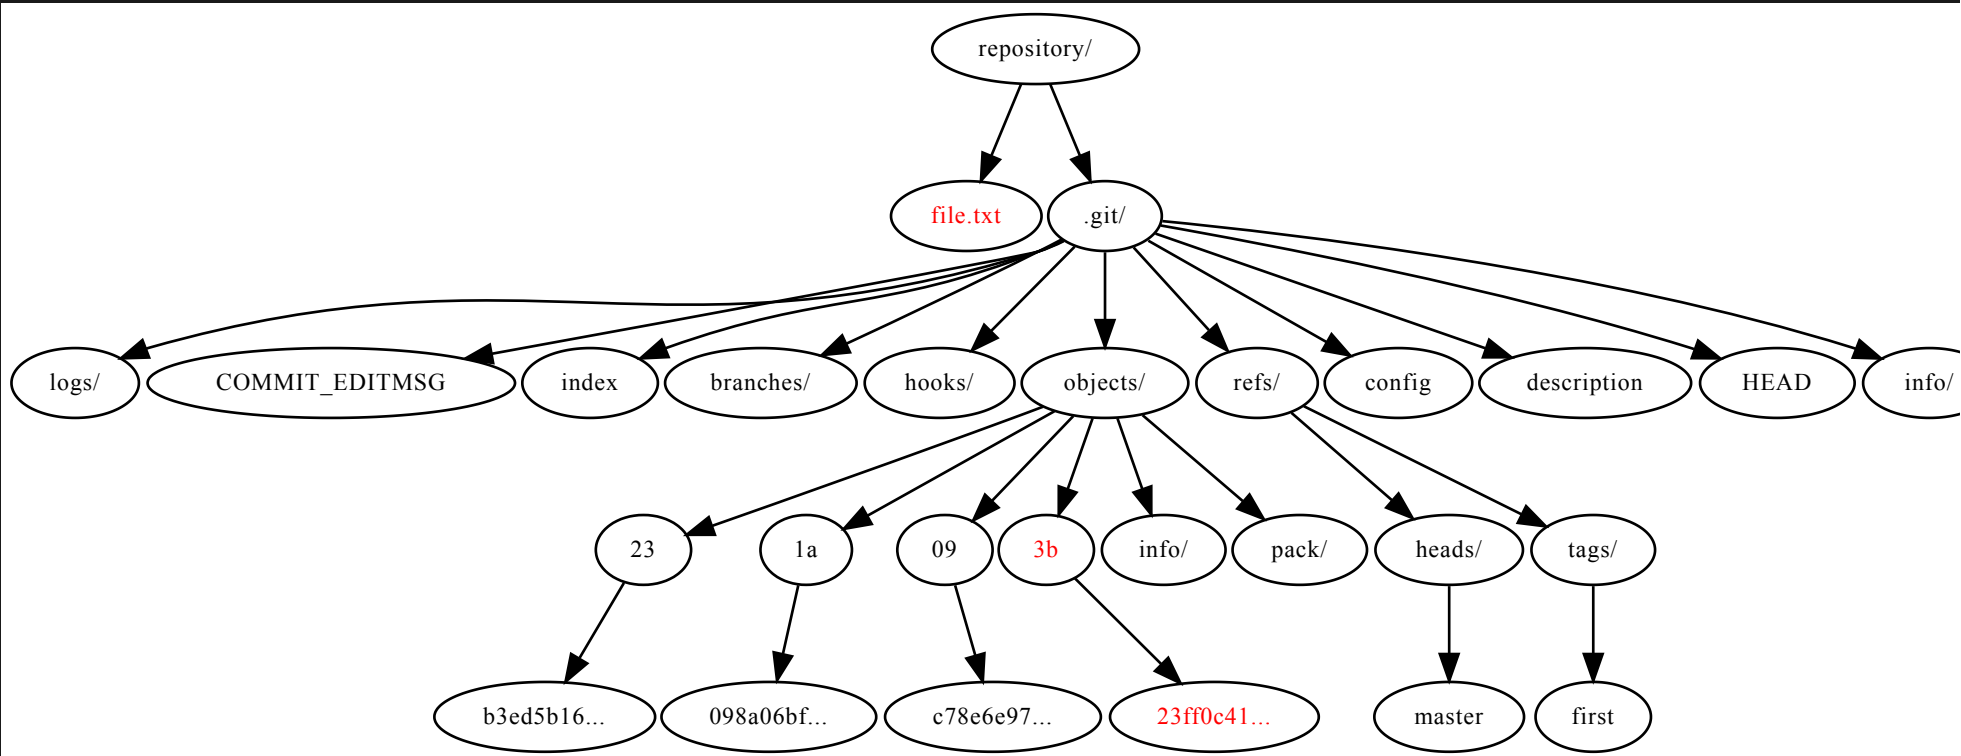 repository/
file.txt
.git/
logs/
COMMIT_EDITMSG
index
branches/
hooks/
objects/
refs/
config
description
HEAD
info/
23
1a
09
3b
info/
pack/
heads/
tags/
b3ed5b16...
098a06bf...
c78e6e97...
23ff0c41...
master
first